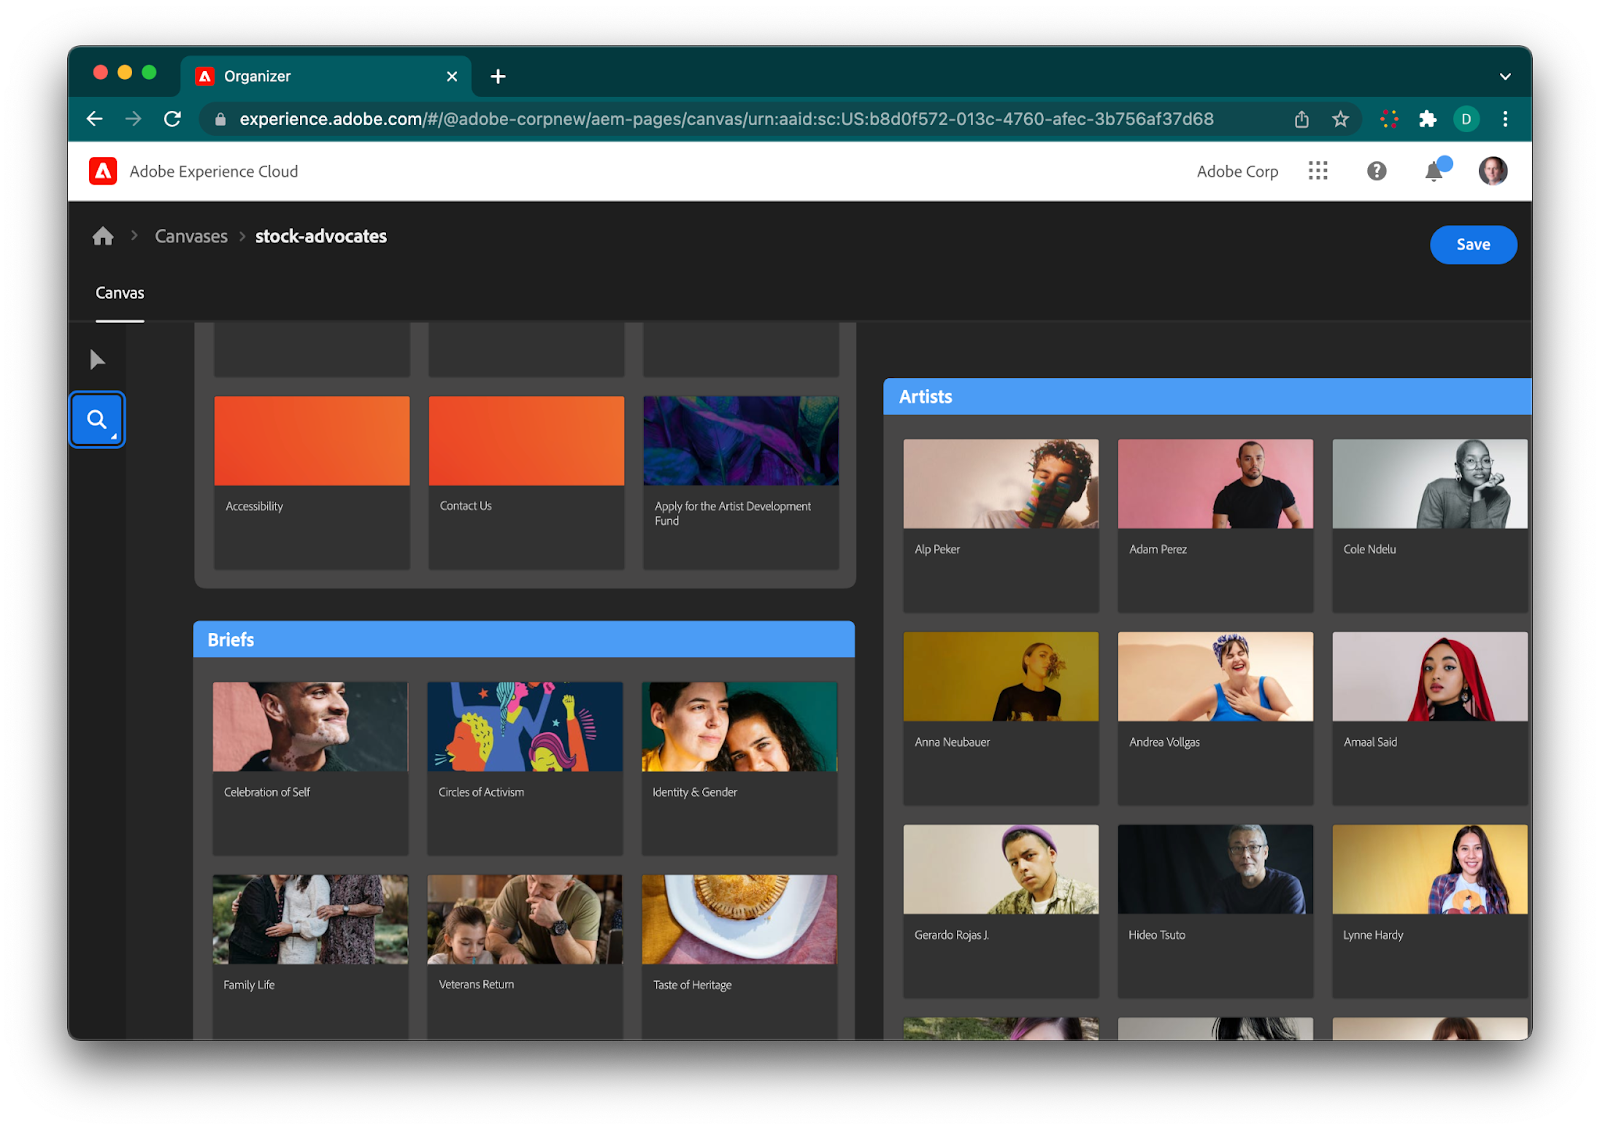 Organizer
experience.adobe.com/#/@adobe-corpnew/aem-pages/canvas/urn:aaid:sc:US:b8d0f572-013c-4760-afec-3b756af37d68
D
Adobe Experience Cloud
Adobe Corp
Canvases
stock-advocates
Save
Canvas
Accessibility
Contact Us
Apply for the Artist Development
Fund
Briefs
Celebration of Self
Circles of Activism
Identity & Gender
Family Life
Veterans Return
Taste of Heritage
Artists
Alp Peker
Adam Perez
Cole Ndelu
Anna Neubauer
Andrea Vollgas
Amaal Said
Gerardo Rojas J.
Hideo Tsuto
Lynne Hardy